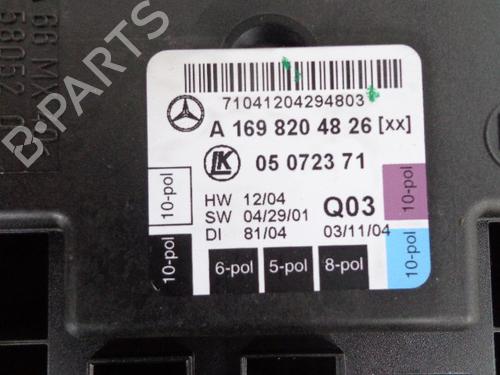 71041204294803
A 169 820 48 26 [xx]
LK 05 0723 71
HW 12/04
SW 04/29/01 Q03
DI 81/04 03/11/04
10-pol
10-pol
10-pol
10-pol
6-pol 5-pol 8-pol
B-PARTS